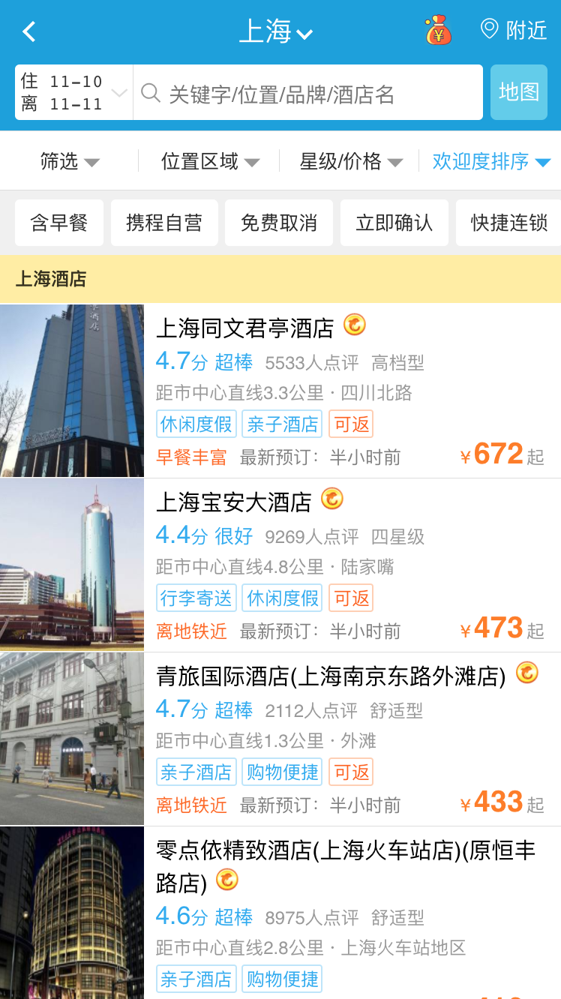 上海
附近
住 11-10
离 11-11
关键字/位置/品牌/酒店名
地图
筛选 位置区域 星级/价格 欢迎度排序
含早餐 携程自营 免费取消 立即确认 快捷连锁
上海酒店
上海同文君亭酒店
4.7分 超棒 5533人点评 高档型
距市中心直线3.3公里 · 四川北路
休闲度假 亲子酒店 可返
早餐丰富 最新预订：半小时前 ¥672起
上海宝安大酒店
4.4分 很好 9269人点评 四星级
距市中心直线4.8公里 · 陆家嘴
行李寄送 休闲度假 可返
离地铁近 最新预订：半小时前 ¥473起
青旅国际酒店(上海南京东路外滩店)
4.7分 超棒 2112人点评 舒适型
距市中心直线1.3公里 · 外滩
亲子酒店 购物便捷 可返
离地铁近 最新预订：半小时前 ¥433起
零点依精致酒店(上海火车站店)(原恒丰
路店)
4.6分 超棒 8975人点评 舒适型
距市中心直线2.8公里 · 上海火车站地区
亲子酒店 购物便捷